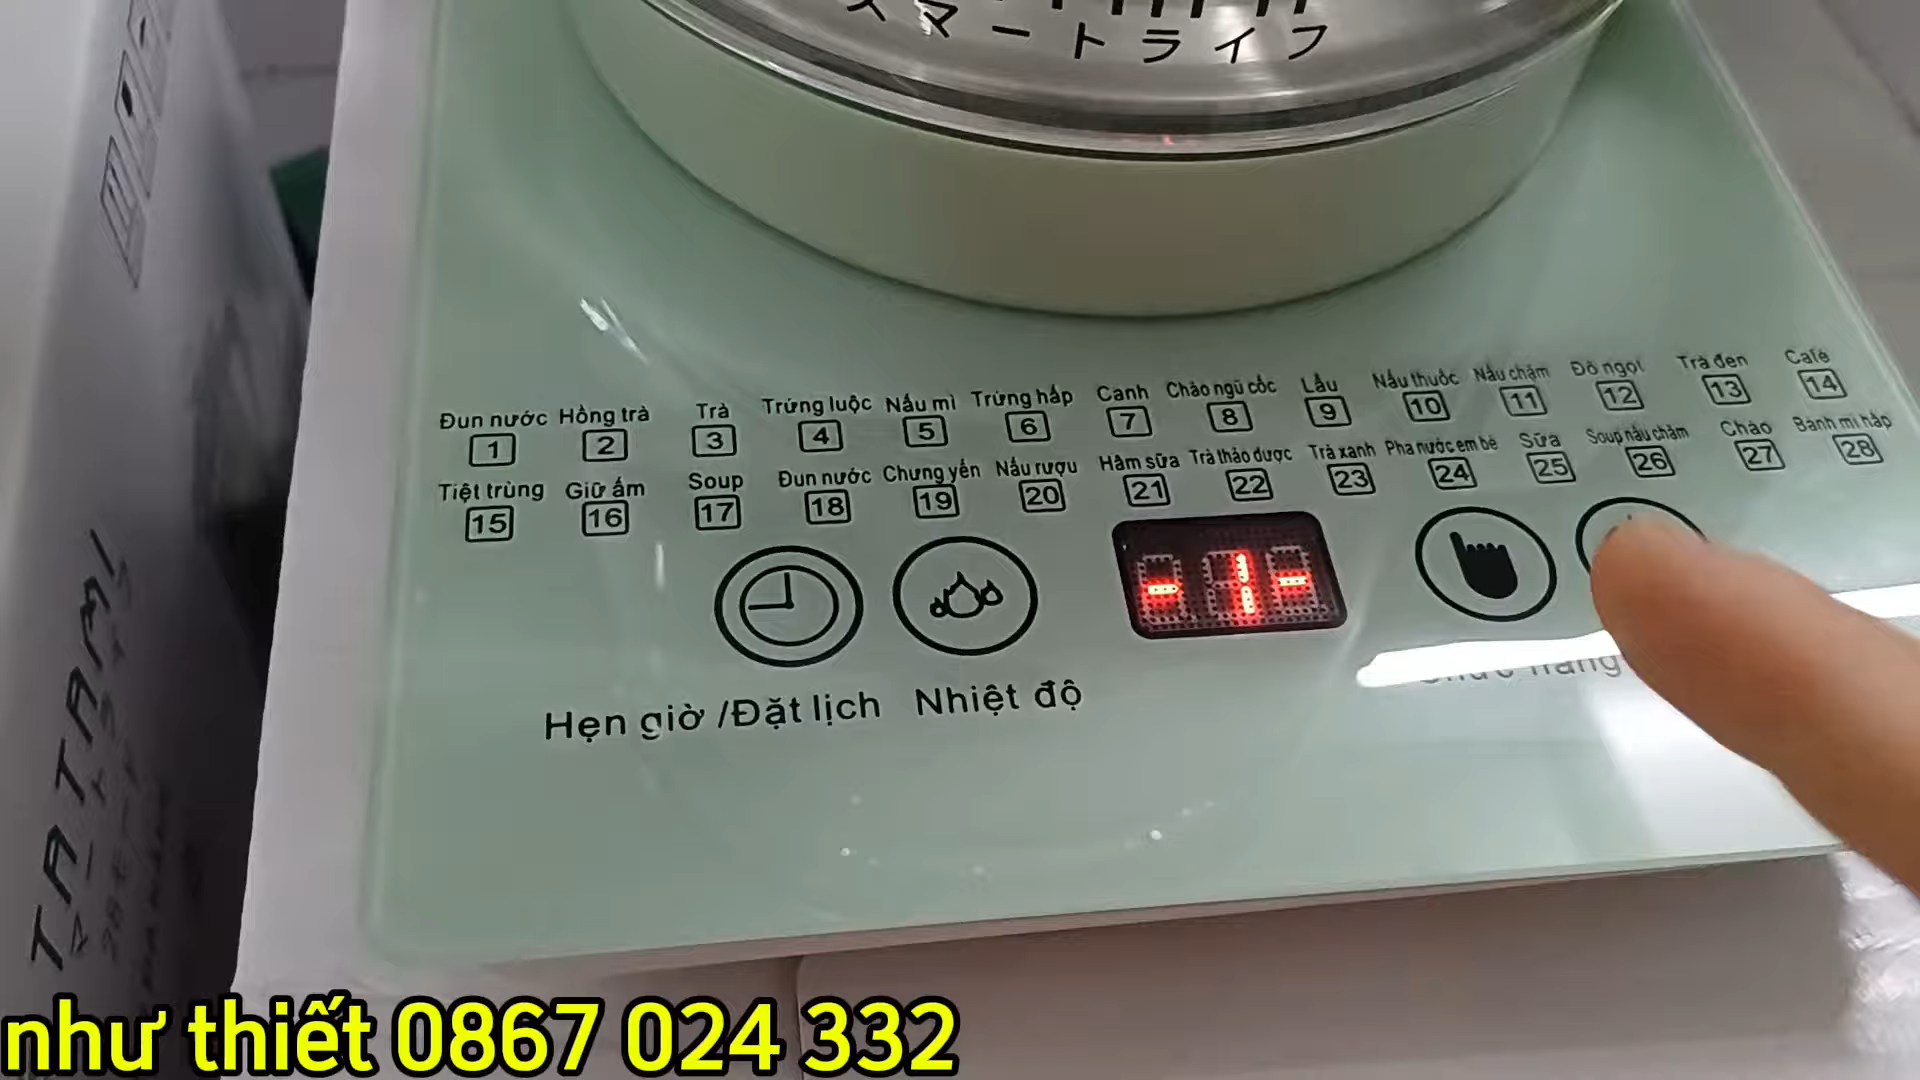 スマートライフ
Đun nước Hồng trà Trà Trứng luộc Nấu mì Trứng hấp Canh Cháo ngũ cốc Lẩu Nấu thuốc Nấu chậm Đồ ngọt Trà đen Café
1 2 3 4 5 6 7 8 9 10 11 12 13 14
Tiệt trùng Giữ ấm Soup Đun nước Chưng yến Nấu rượu Hâm sữa Trà thảo dược Trà xanh Pha nước em bé Sữa Soup nấu chậm Cháo Bánh mì hấp
15 16 17 18 19 20 21 22 23 24 25 26 27 28
-1-
Hẹn giờ /Đặt lịch Nhiệt độ
TATAMI
như thiết 0867 024 332